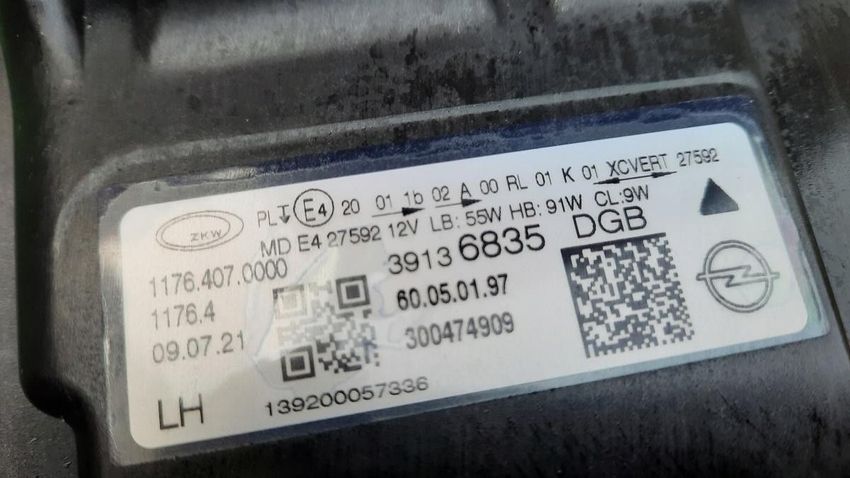 ZKW
PL E4 20 01 1b 02 A 00 RL 01 K 01 XCVERT 27592
MD E4 27592 12V LB: 55W HB: 91W CL:9W
1176.407.0000
3913 6835 DGB
1176.4
60.05.01.97
09.07.21
300474909
LH
139200057336